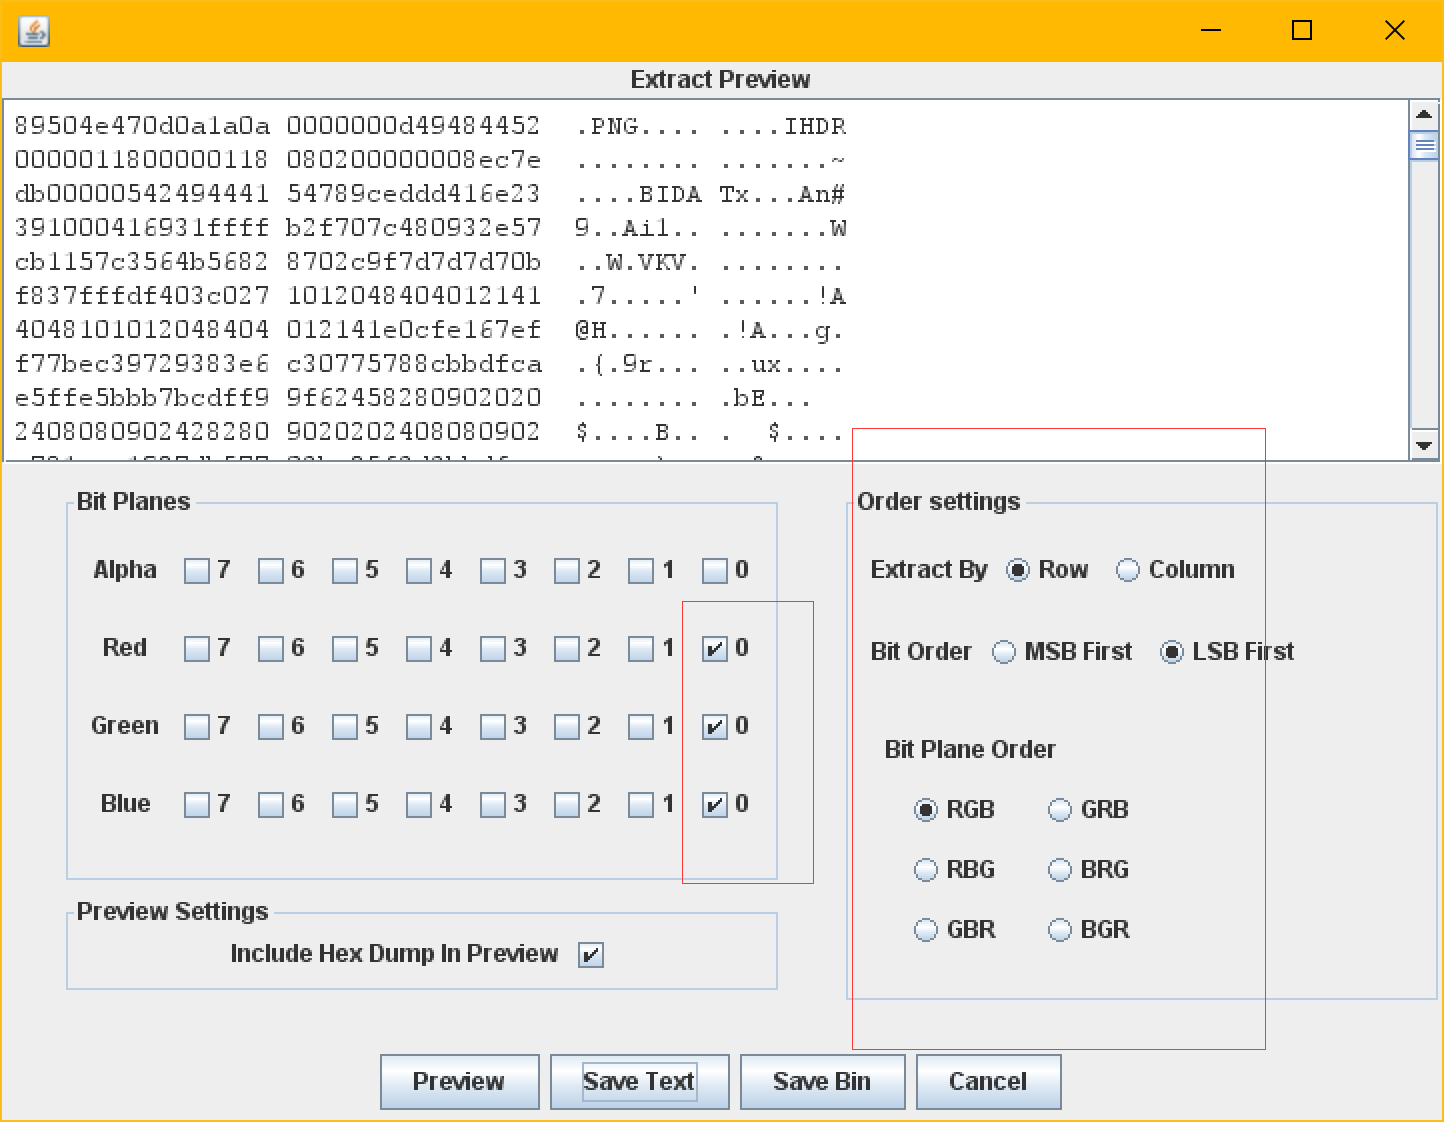 Extract Preview
89504e470d0a1a0a 0000000d49484452 .PNG.... ....IHDR
0000011800000118 080200000008ec7e ........ .......~
db00000542494441 54789ceddd416e23 ....BIDA Tx...An#
391000416931ffff b2f707c480932e57 9..Ai1.. .......W
cb1157c3564b5682 8702c9f7d7d7d70b ..W.VKV. ........
f837fffdf403c027 1012048404012141 .7.....' ......!A
4048101012048404 012141e0cfe167ef @H...... .!A...g.
f77bec39729383e6 c30775788cbbdfca .{.9r... ..ux....
e5ffe5bbb7bcdff9 9f62458280902020 ........ .bE...
2408080902428280 9020202408080902 $....B.. .  $....
Bit Planes
Alpha 7 6 5 4 3 2 1 0
Red 7 6 5 4 3 2 1 0
Green 7 6 5 4 3 2 1 0
Blue 7 6 5 4 3 2 1 0
Order settings
Extract By Row Column
Bit Order MSB First LSB First
Bit Plane Order
RGB GRB
RBG BRG
GBR BGR
Preview Settings
Include Hex Dump In Preview
Preview Save Text Save Bin Cancel